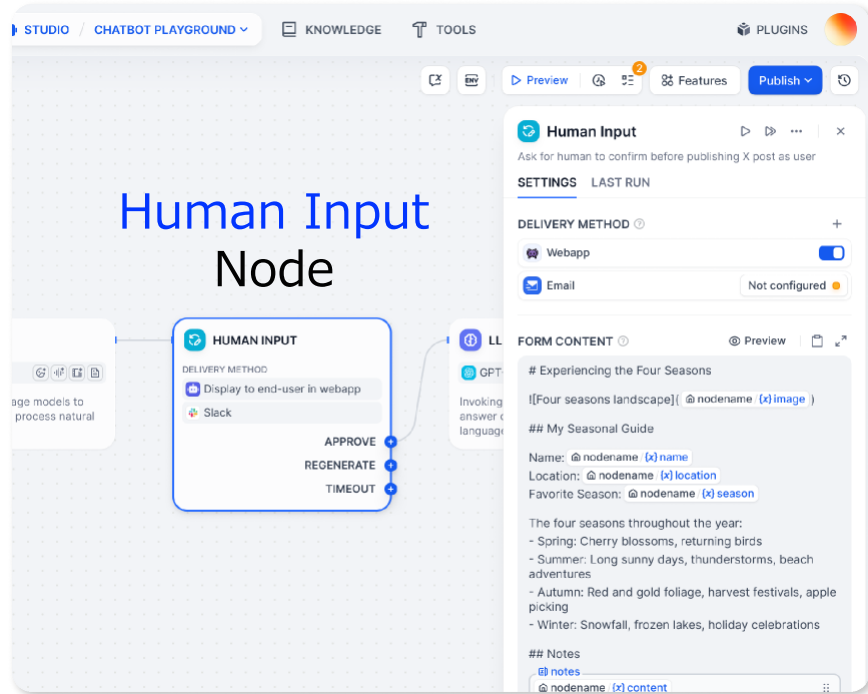 STUDIO / CHATBOT PLAYGROUND KNOWLEDGE TOOLS PLUGINS
ENV Preview 2 Features Publish
Human Input
Ask for human to confirm before publishing X post as user
SETTINGS LAST RUN
Human Input
Node
DELIVERY METHOD
Webapp
Email Not configured
HUMAN INPUT
DELIVERY METHOD
Display to end-user in webapp
Slack
APPROVE
REGENERATE
TIMEOUT
age models to
process natural
LL
GPT-
Invoking
answer c
language
FORM CONTENT Preview
# Experiencing the Four Seasons
![Four seasons landscape]( nodename {x} image )
## My Seasonal Guide
Name: nodename {x} name
Location: nodename {x} location
Favorite Season: nodename {x} season
The four seasons throughout the year:
- Spring: Cherry blossoms, returning birds
- Summer: Long sunny days, thunderstorms, beach
adventures
- Autumn: Red and gold foliage, harvest festivals, apple
picking
- Winter: Snowfall, frozen lakes, holiday celebrations
## Notes
notes
nodename {x} content